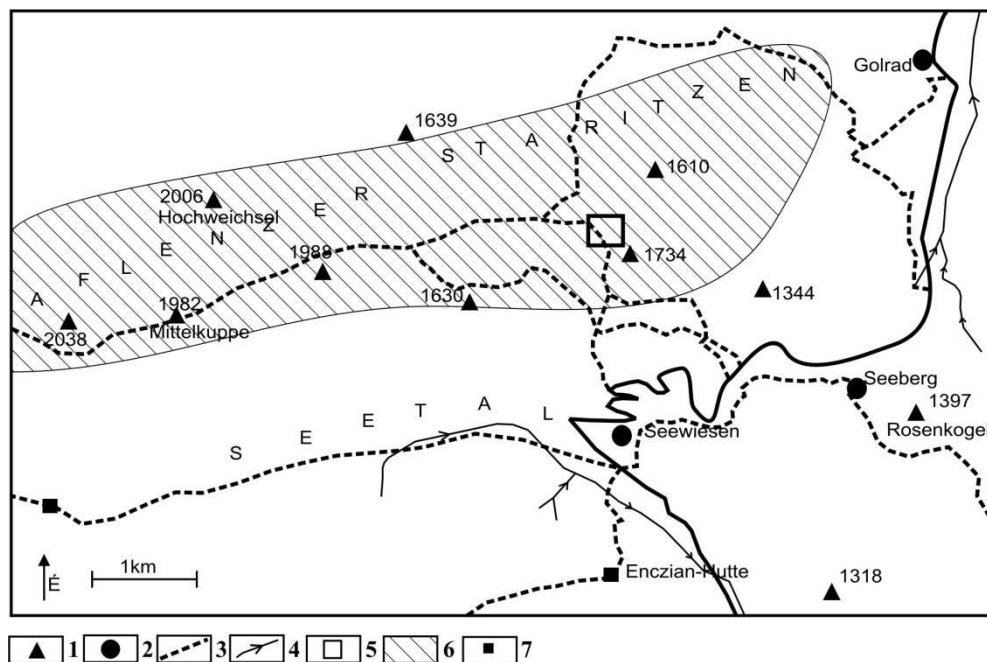 Golrad
1639
A F L E N Z E R S T A R I T Z E N
1610
2006
Hochweichsel
1988
1734
1630
1344
1982
Mittelkuppe
2038
Seeberg
1397
Rosenkogel
S E E T A L
Seewiesen
1km
É
Enczian-Hutte
1318
1 2 3 4 5 6 7